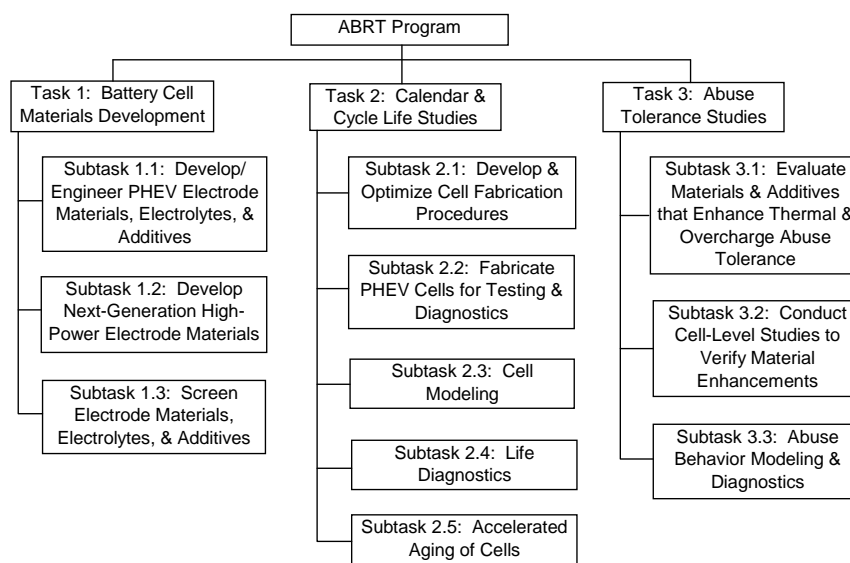 ABRT Program
Task 1: Battery Cell
Materials Development
Subtask 1.1: Develop/
Engineer PHEV Electrode
Materials, Electrolytes, &
Additives
Subtask 1.2: Develop
Next-Generation High-
Power Electrode Materials
Subtask 1.3: Screen
Electrode Materials,
Electrolytes, & Additives
Task 2: Calendar &
Cycle Life Studies
Subtask 2.1: Develop &
Optimize Cell Fabrication
Procedures
Subtask 2.2: Fabricate
PHEV Cells for Testing &
Diagnostics
Subtask 2.3: Cell
Modeling
Subtask 2.4: Life
Diagnostics
Subtask 2.5: Accelerated
Aging of Cells
Task 3: Abuse
Tolerance Studies
Subtask 3.1: Evaluate
Materials & Additives
that Enhance Thermal &
Overcharge Abuse
Tolerance
Subtask 3.2: Conduct
Cell-Level Studies to
Verify Material
Enhancements
Subtask 3.3: Abuse
Behavior Modeling &
Diagnostics